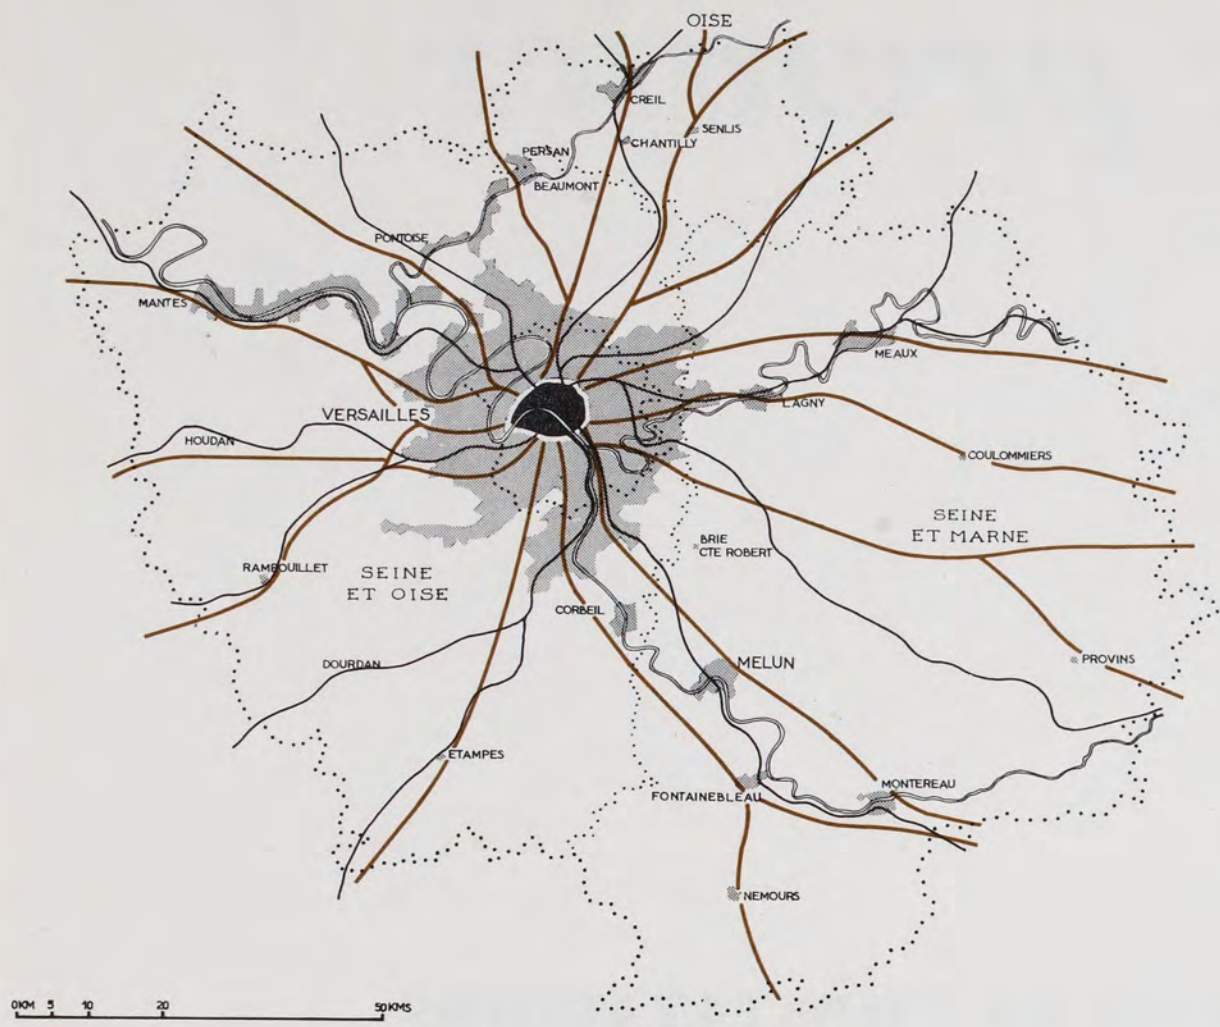 OISE
CREIL
SENLIS
CHANTILLY
PERSAN
BEAUMONT
PONTOISE
MANTES
MEAUX
LAGNY
VERSAILLES
HOUDAN
COULOMMIERS
SEINE
ET MARNE
BRIE
CTE ROBERT
RAMBOUILLET
SEINE
ET OISE
CORBEIL
DOURDAN
MELUN
PROVINS
ETAMPES
MONTEREAU
FONTAINEBLEAU
NEMOURS
0KM 5 10 20 50KMS